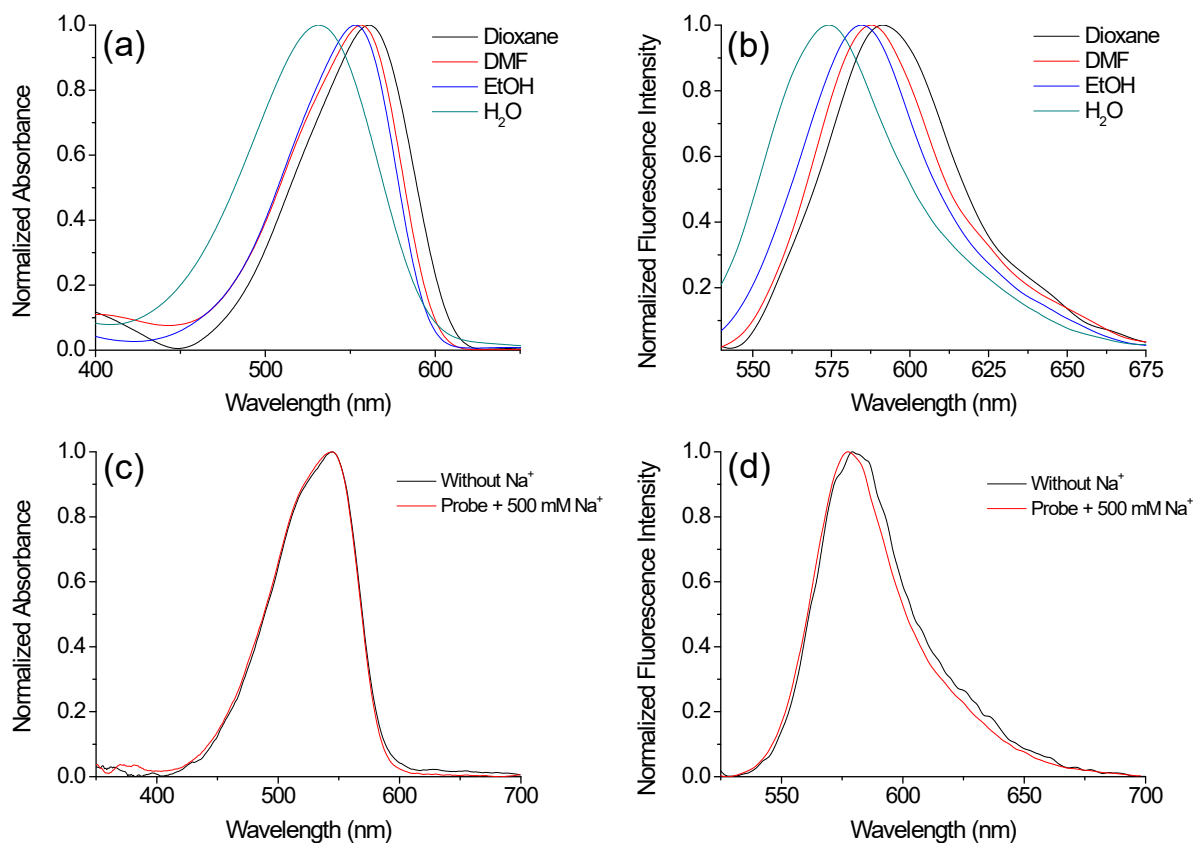 (a)
Normalized Absorbance
1.0
0.8
0.6
0.4
0.2
0.0
400
500
600
Wavelength (nm)
Dioxane
DMF
EtOH
H₂O
(b)
Normalized Fluorescence Intensity
1.0
0.8
0.6
0.4
0.2
550
575
600
625
650
675
Wavelength (nm)
Dioxane
DMF
EtOH
H₂O
(c)
Normalized Absorbance
1.0
0.8
0.6
0.4
0.2
0.0
400
500
600
700
Wavelength (nm)
Without Na⁺
Probe + 500 mM Na⁺
(d)
Normalized Fluorescence Intensity
1.0
0.8
0.6
0.4
0.2
0.0
550
600
650
700
Wavelength (nm)
Without Na⁺
Probe + 500 mM Na⁺